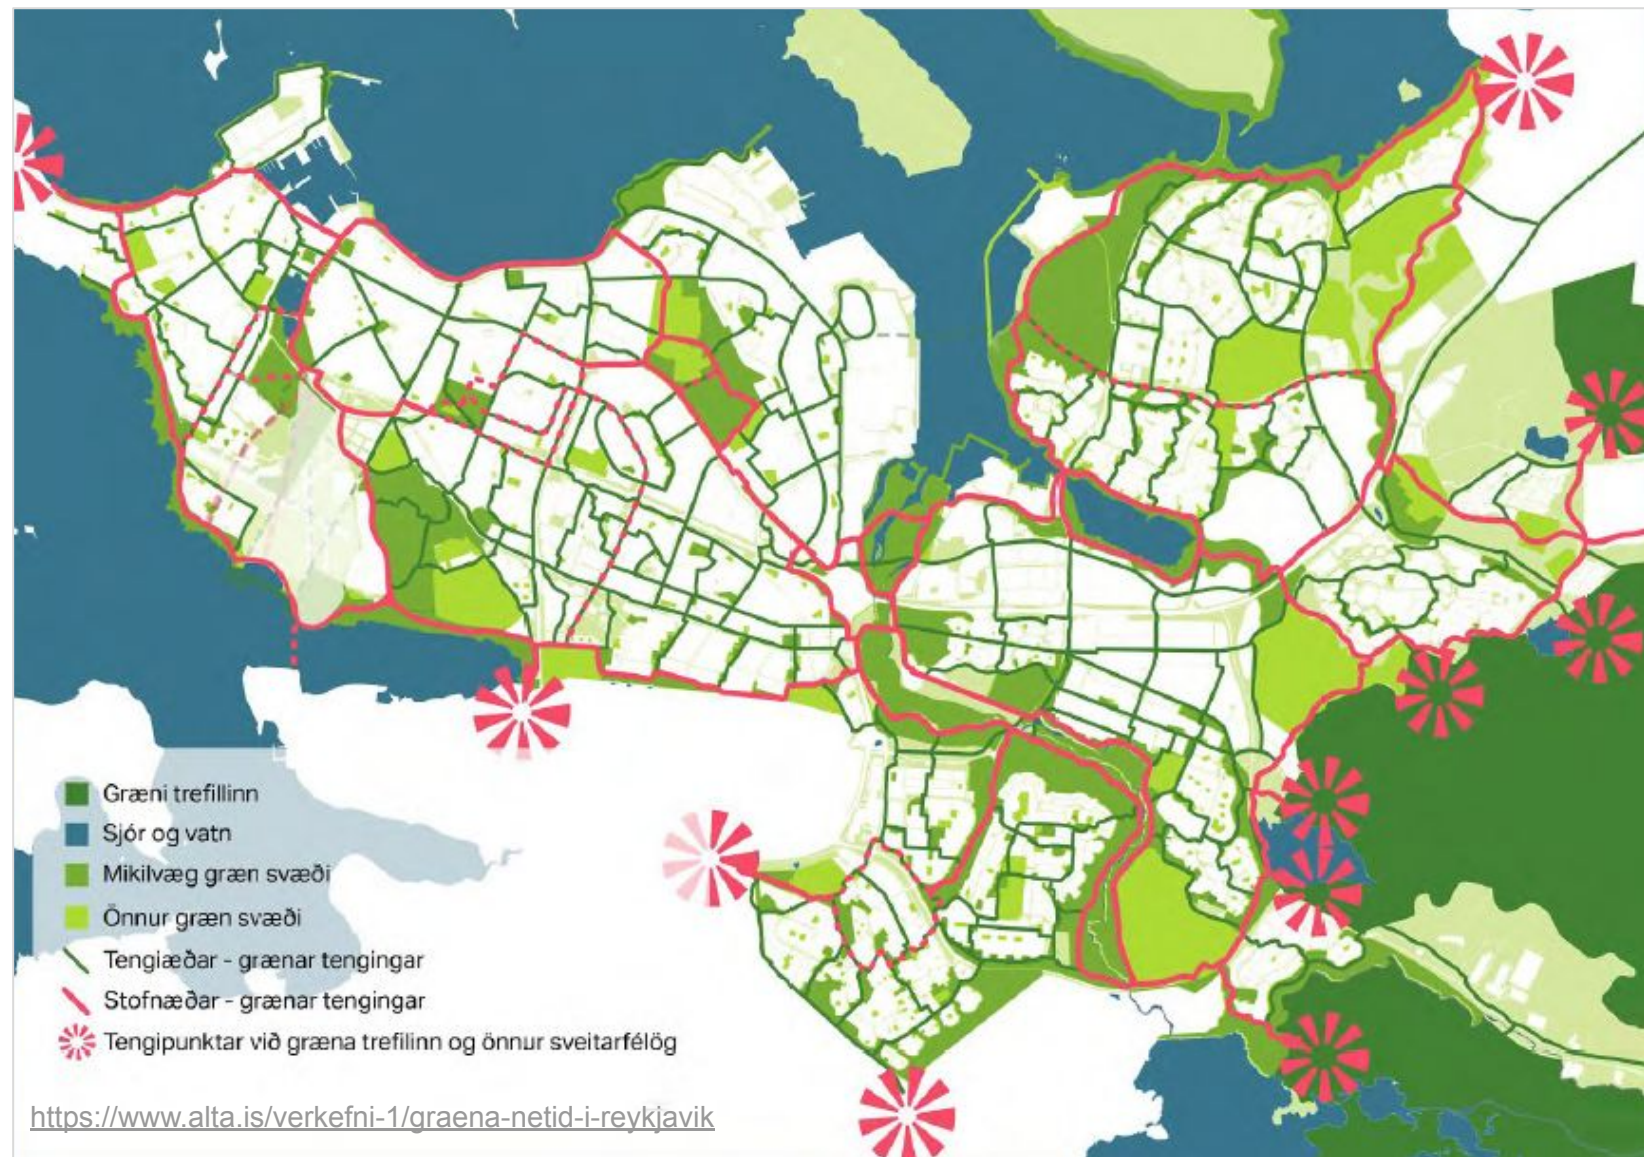 Græni trefillinn
Sjór og vatn
Mikilvæg græn svæði
Önnur græn svæði
Tengiæðar - grænar tengingar
Stofnæðar - grænar tengingar
Tengipunktar við græna trefilinn og önnur sveitarfélög
https://www.alta.is/verkefni-1/graena-netid-i-reykjavik